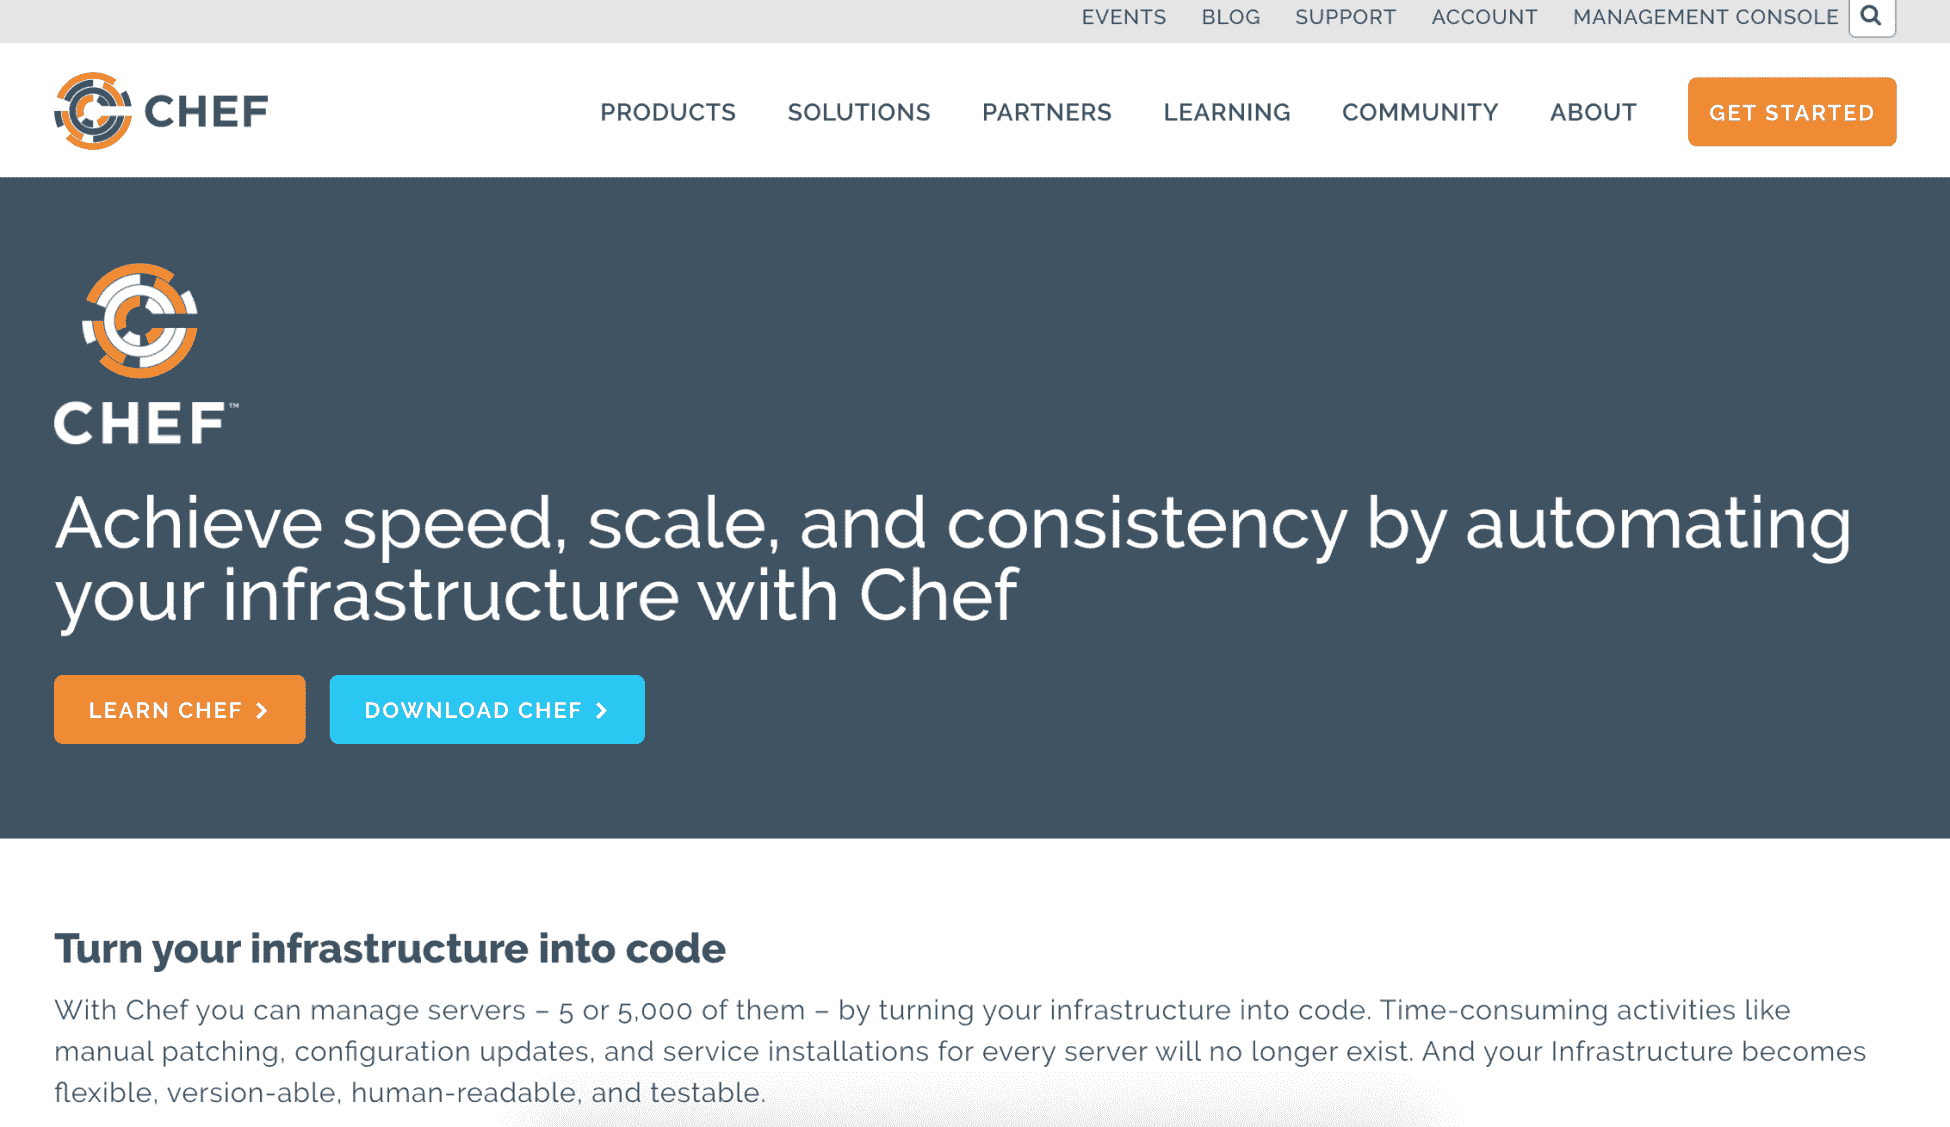 EVENTS BLOG SUPPORT ACCOUNT MANAGEMENT CONSOLE
CHEF PRODUCTS SOLUTIONS PARTNERS LEARNING COMMUNITY ABOUT GET STARTED
CHEF™
Achieve speed, scale, and consistency by automating
your infrastructure with Chef
LEARN CHEF DOWNLOAD CHEF
Turn your infrastructure into code
With Chef you can manage servers – 5 or 5,000 of them – by turning your infrastructure into code. Time-consuming activities like
manual patching, configuration updates, and service installations for every server will no longer exist. And your Infrastructure becomes
flexible, version-able, human-readable, and testable.